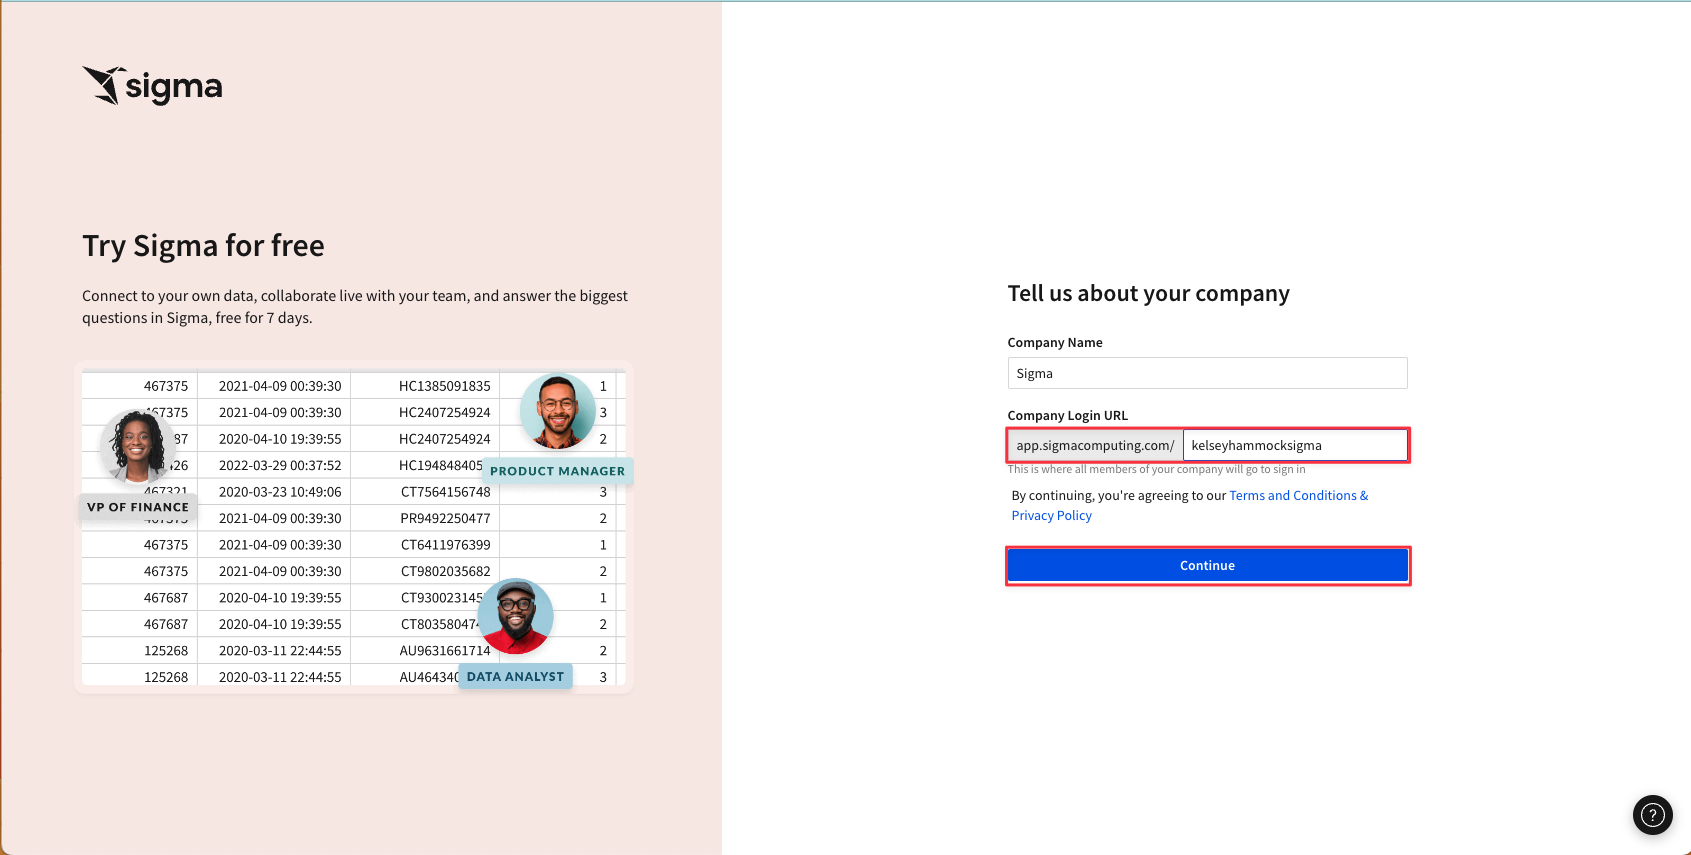 sigma
Try Sigma for free
Connect to your own data, collaborate live with your team, and answer the biggest
questions in Sigma, free for 7 days.
467375 2021-04-09 00:39:30 HC1385091835 1
467375 2021-04-09 00:39:30 HC2407254924 3
87 2020-04-10 19:39:55 HC2407254924 2
426 2022-03-29 00:37:52 HC194848405
PRODUCT MANAGER
467321 2020-03-23 10:49:06 CT7564156748 3
VP OF FINANCE
467375 2021-04-09 00:39:30 PR9492250477 2
467375 2021-04-09 00:39:30 CT6411976399 1
467375 2021-04-09 00:39:30 CT9802035682 2
467687 2020-04-10 19:39:55 CT930023145 1
467687 2020-04-10 19:39:55 CT803580474 2
125268 2020-03-11 22:44:55 AU9631661714 2
125268 2020-03-11 22:44:55 AU464340 3
DATA ANALYST
Tell us about your company
Company Name
Sigma
Company Login URL
app.sigmacomputing.com/ kelseyhammocksigma
This is where all members of your company will go to sign in
By continuing, you're agreeing to our Terms and Conditions &
Privacy Policy
Continue
?